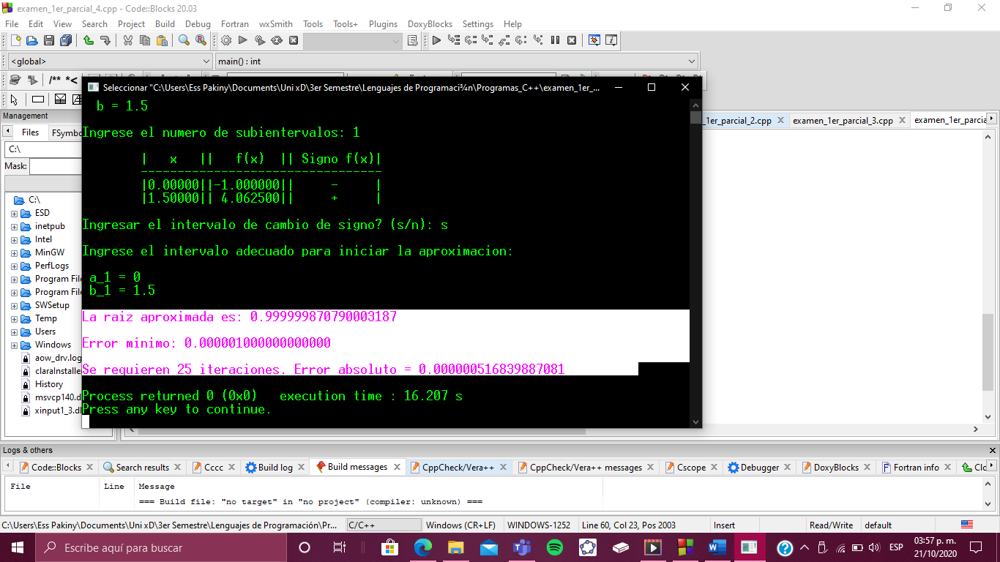 examen_1er_parcial_4.cpp - Code::Blocks 20.03
File Edit View Search Project Build Debug Fortran wxSmith Tools Tools+ Plugins DoxyBlocks Settings Help
<global> main() : int
/** *<
Seleccionar "C:\Users\Ess Pakiny\Documents\Uni xD\3er Semestre\Lenguajes de Programaci¾n\Programas_C++\examen_1er_...
Management
Files FSymbo
C:\
Mask:
C:\
ESD
inetpub
Intel
MinGW
PerfLogs
Program File
Program File
SWSetup
Temp
Users
Windows
aow_drv.log
claraInstaller
History
msvcp140.d
xinput1_3.dl
_1er_parcial_2.cpp examen_1er_parcial_3.cpp examen_1er_parcia
b = 1.5
Ingrese el numero de subientervalos: 1
| x || f(x) || Signo f(x)|
---------------------------------
|0.00000||-1.000000|| - |
|1.50000|| 4.062500|| + |
Ingresar el intervalo de cambio de signo? (s/n): s
Ingrese el intervalo adecuado para iniciar la aproximacion:
a_1 = 0
b_1 = 1.5
La raiz aproximada es: 0.999999870790003187
Error minimo: 0.000001000000000000
Se requieren 25 iteraciones. Error absoluto = 0.000000516839887081
Process returned 0 (0x0) execution time : 16.207 s
Press any key to continue.
Logs & others
Code::Blocks Search results Cccc Build log Build messages CppCheck/Vera++ CppCheck/Vera++ messages Cscope Debugger DoxyBlocks Fortran info Clo
File Line Message
=== Build file: "no target" in "no project" (compiler: unknown) ===
C:\Users\Ess Pakiny\Documents\Uni xD\3er Semestre\Lenguajes de Programación\Pr... C/C++ Windows (CR+LF) WINDOWS-1252 Line 60, Col 23, Pos 2003 Insert Read/Write default
Escribe aquí para buscar
ESP
03:57 p. m.
21/10/2020